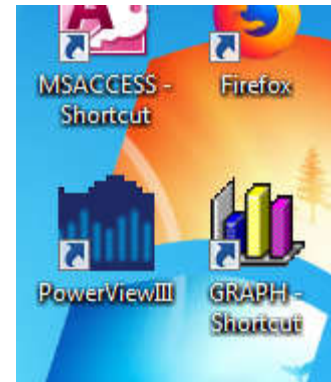 MSACCESS -
Shortcut
Firefox
PowerViewIII
GRAPH -
Shortcut